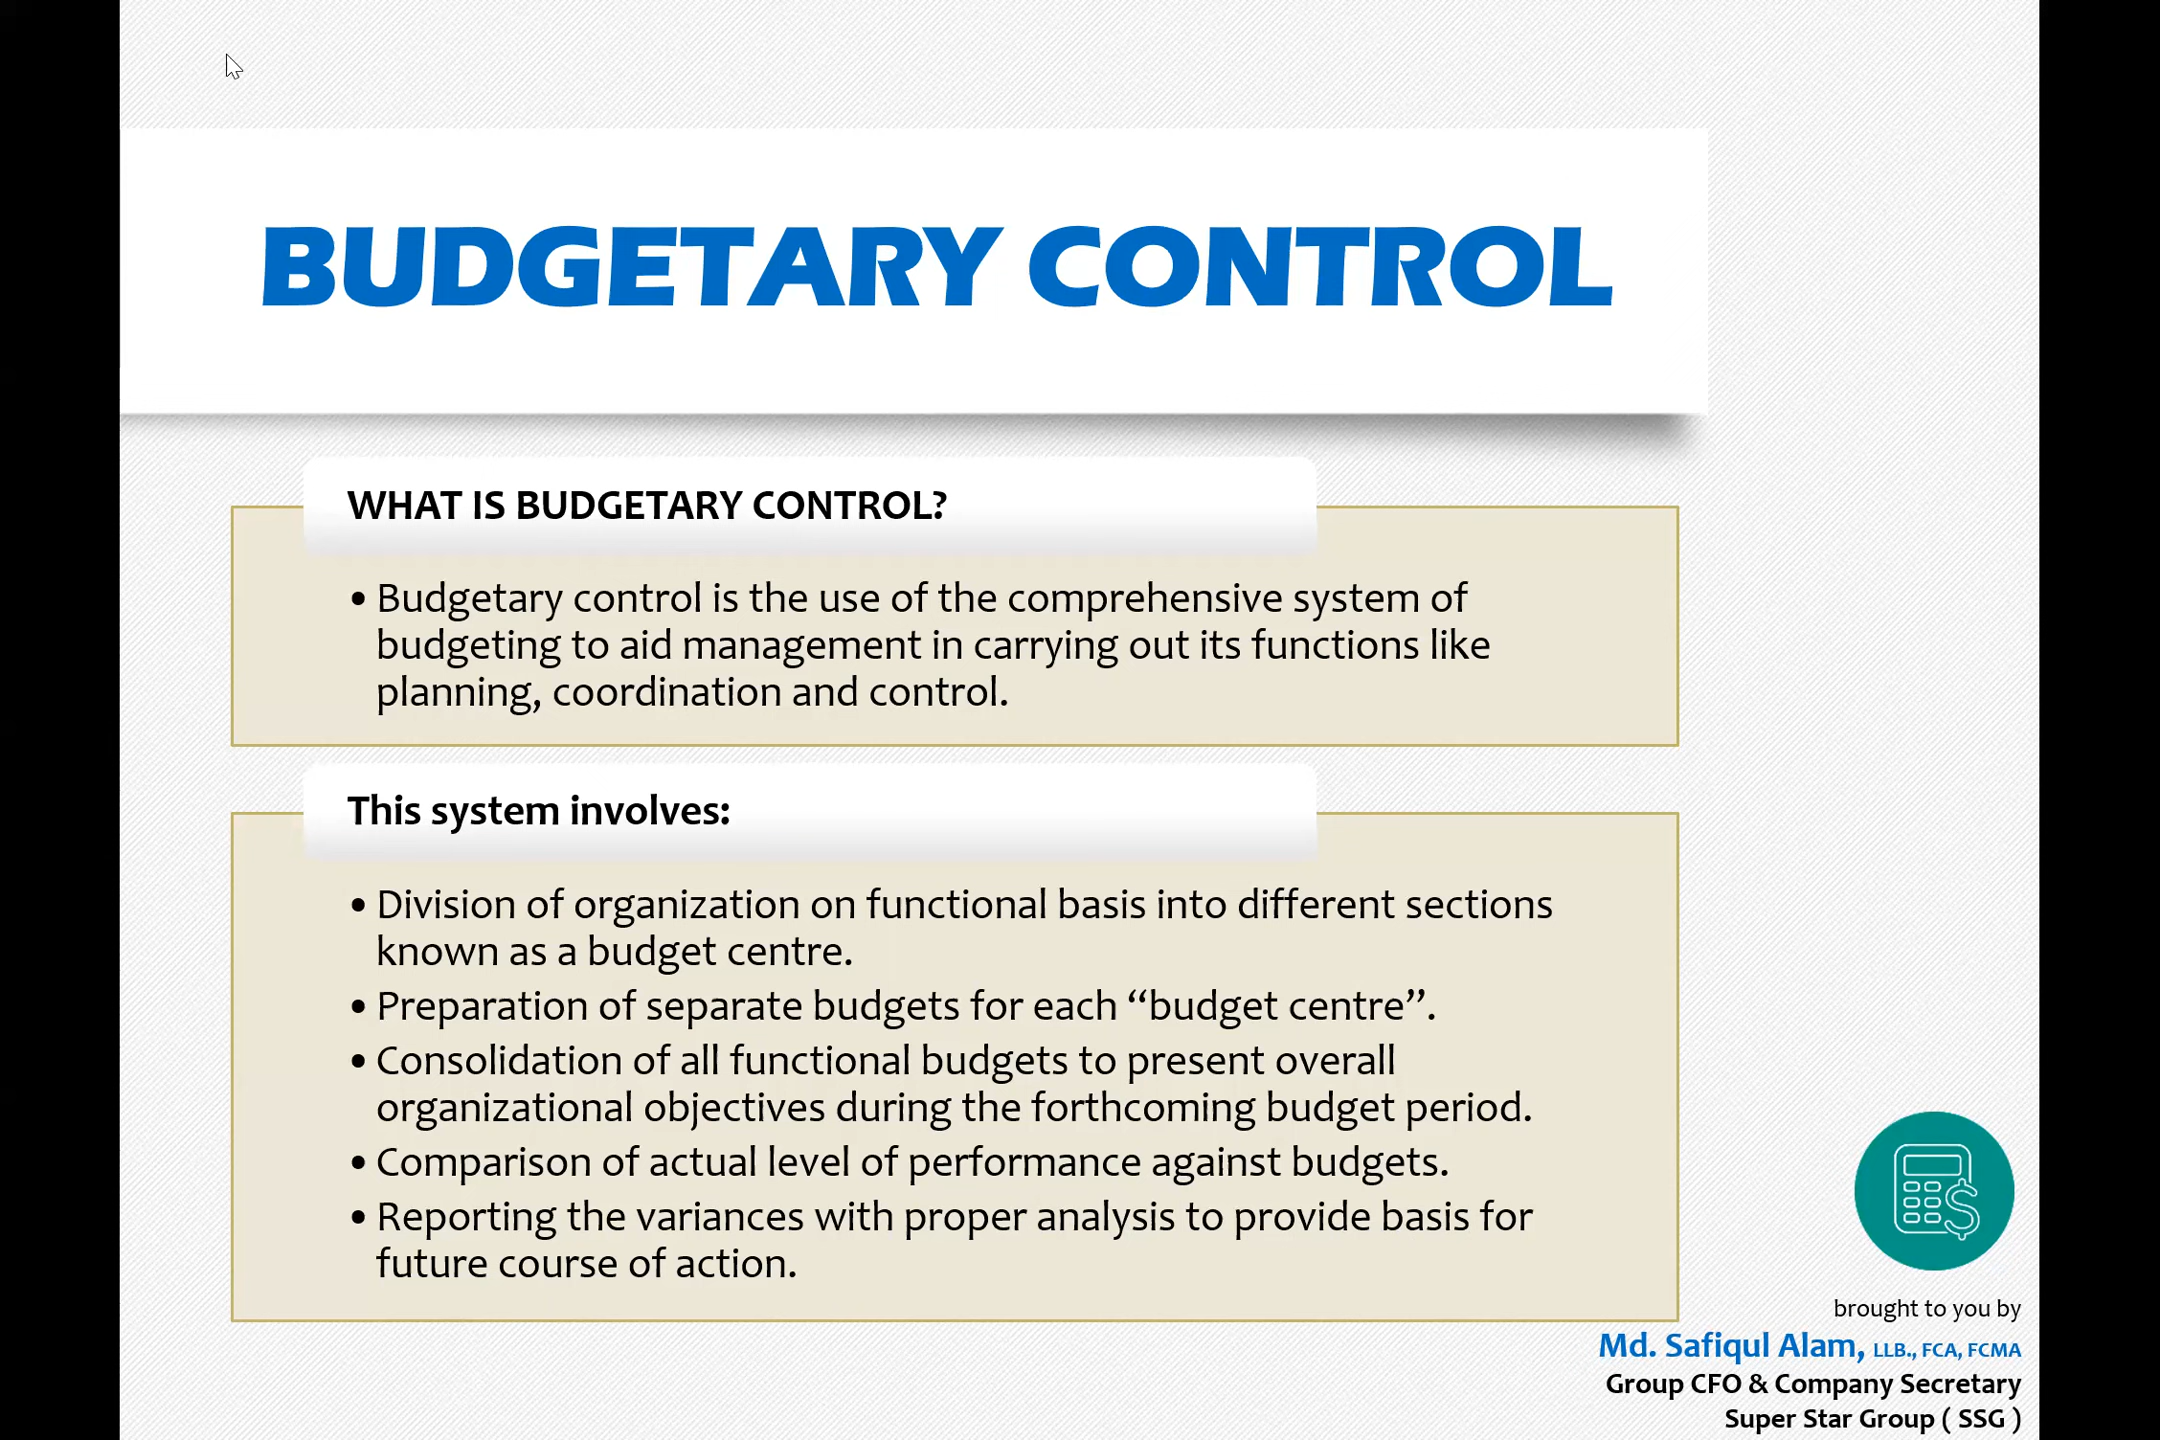 BUDGETARY CONTROL
WHAT IS BUDGETARY CONTROL?
• Budgetary control is the use of the comprehensive system of
budgeting to aid management in carrying out its functions like
planning, coordination and control.
This system involves:
• Division of organization on functional basis into different sections
known as a budget centre.
• Preparation of separate budgets for each “budget centre”.
• Consolidation of all functional budgets to present overall
organizational objectives during the forthcoming budget period.
• Comparison of actual level of performance against budgets.
• Reporting the variances with proper analysis to provide basis for
future course of action.
brought to you by
Md. Safiqul Alam, LLB., FCA, FCMA
Group CFO & Company Secretary
Super Star Group ( SSG )